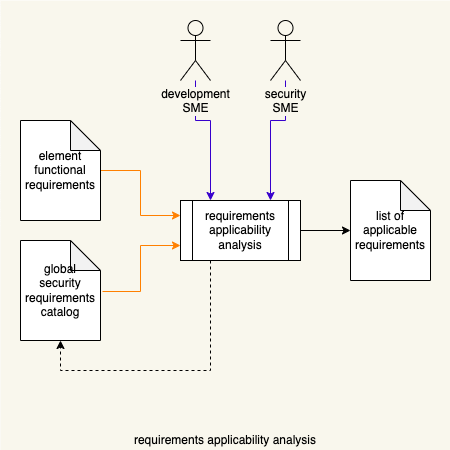 development
SME
security
SME
element
functional
requirements
requirements
applicability
analysis
list of
applicable
requirements
global
security
requirements
catalog
requirements applicability analysis